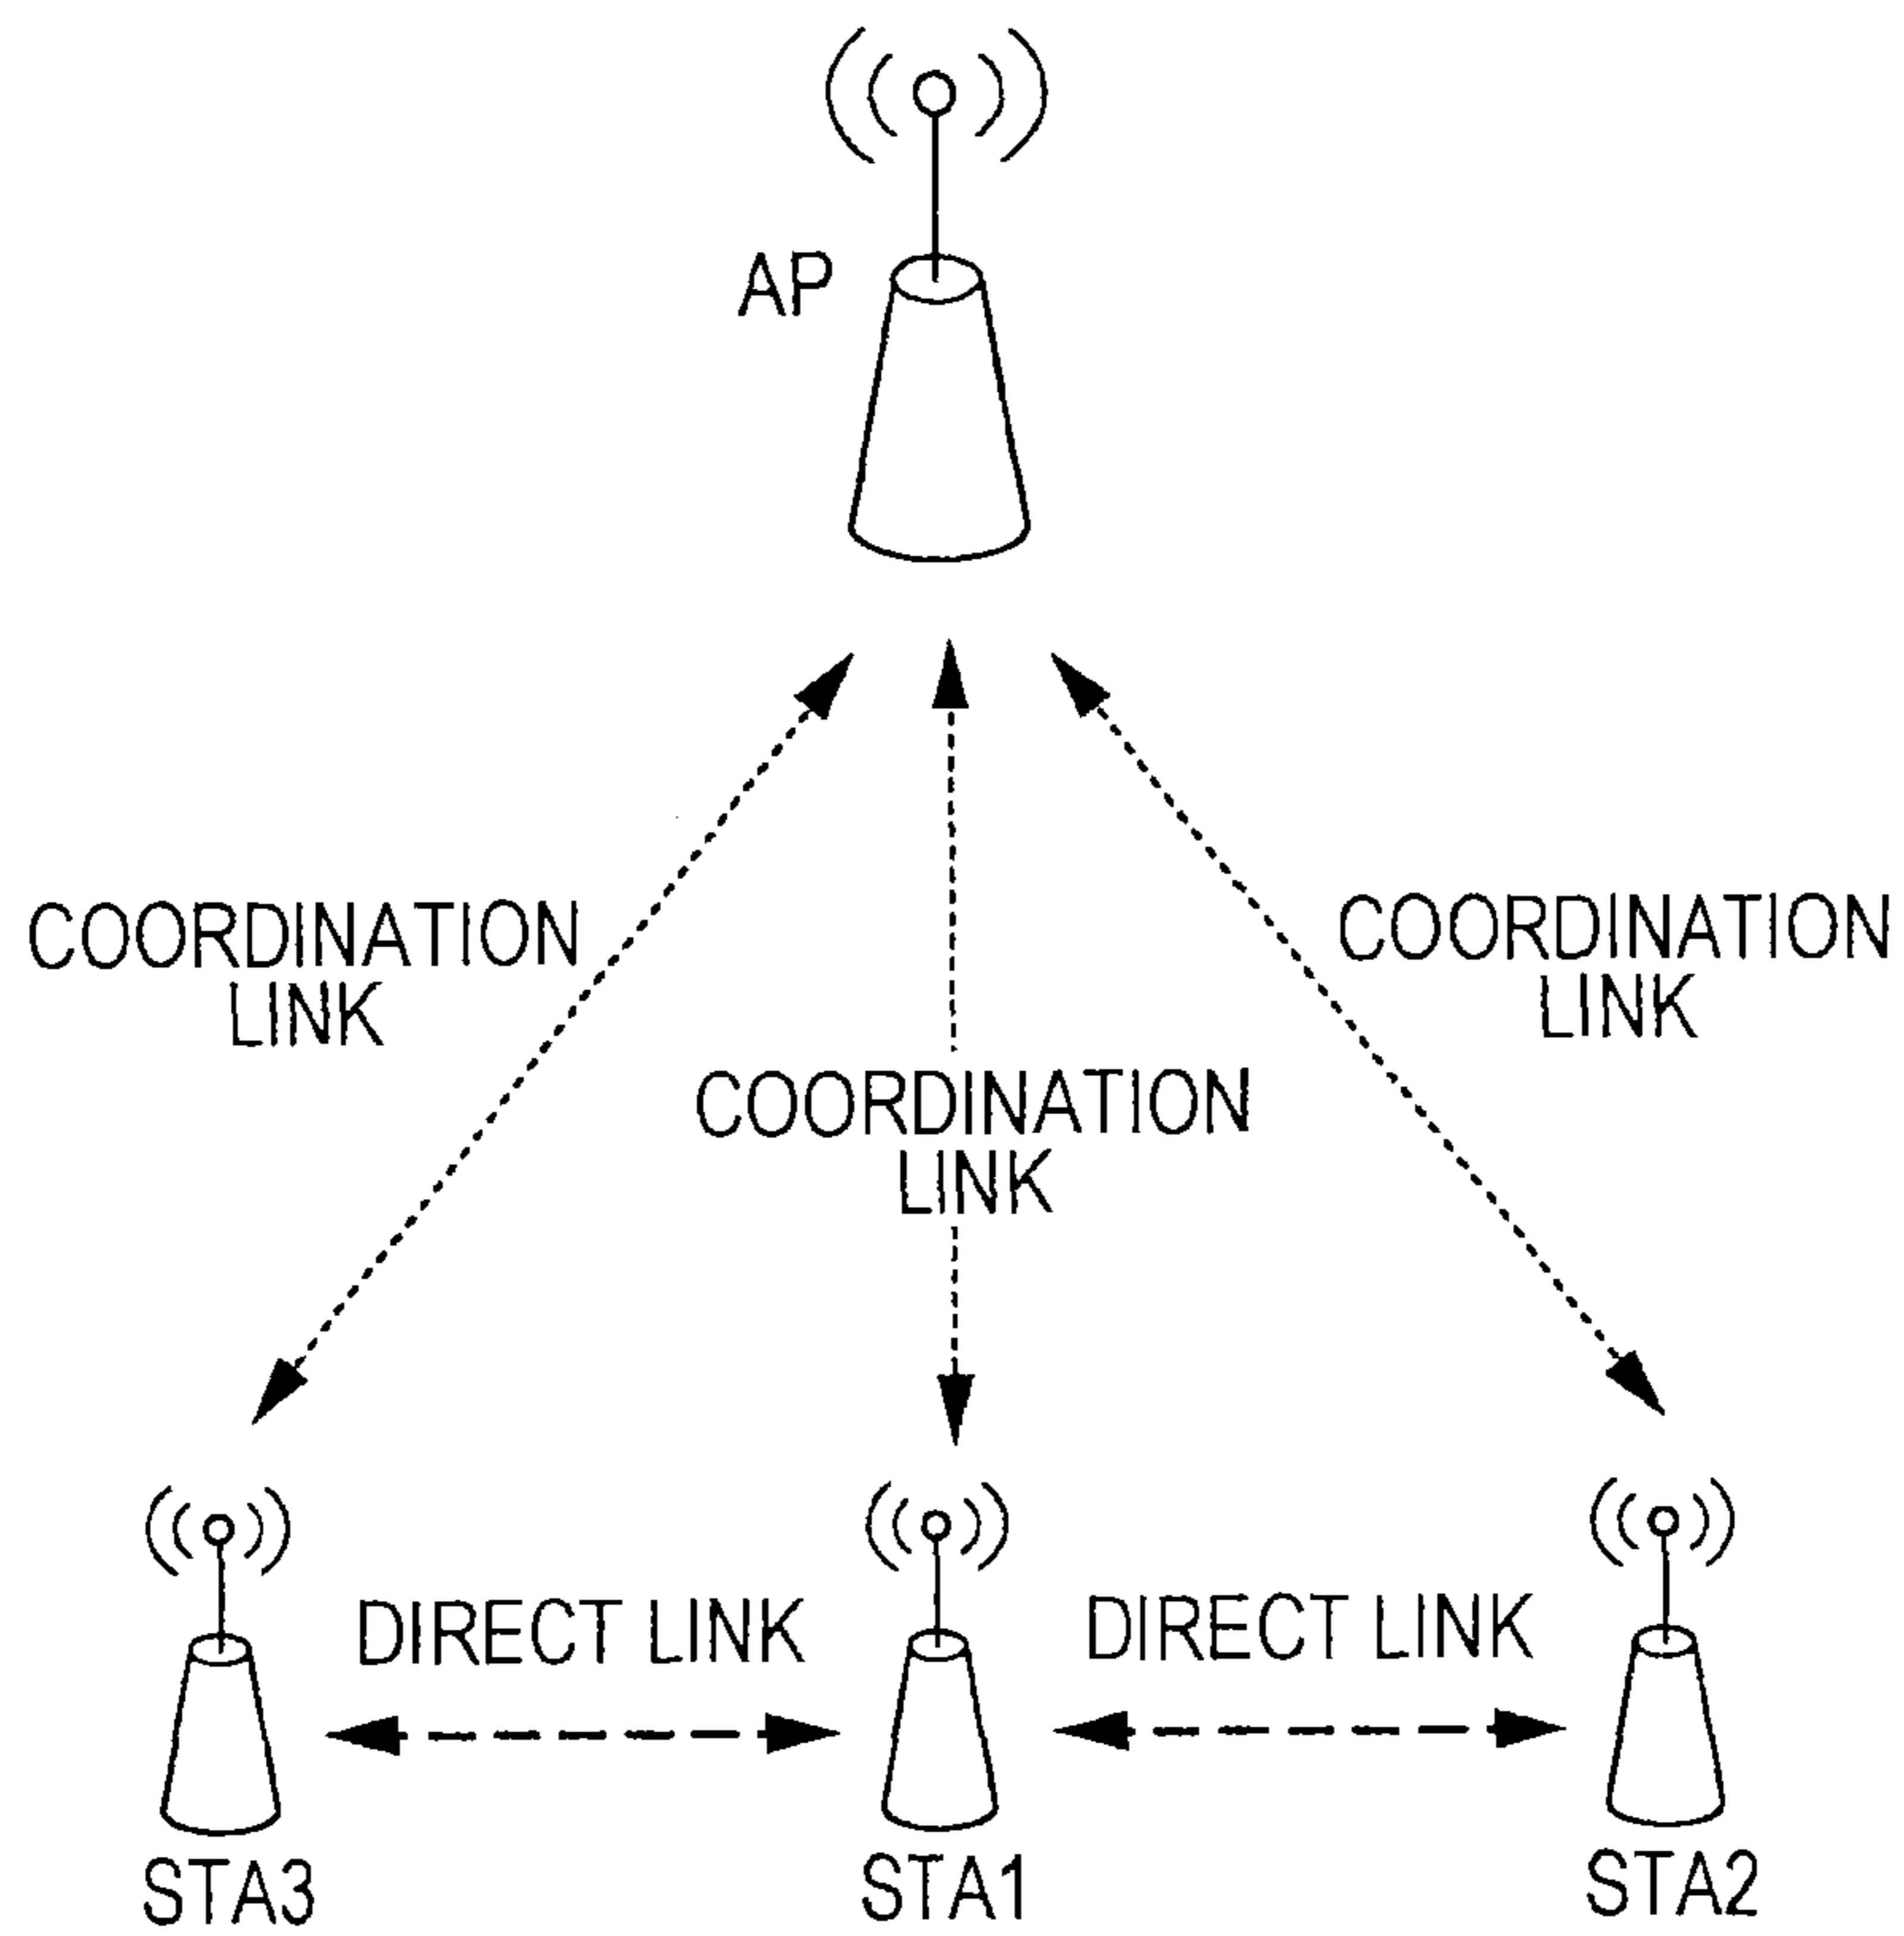 AP
COORDINATION
LINK
COORDINATION
LINK
COORDINATION
LINK
DIRECT LINK
DIRECT LINK
STA3
STA1
STA2